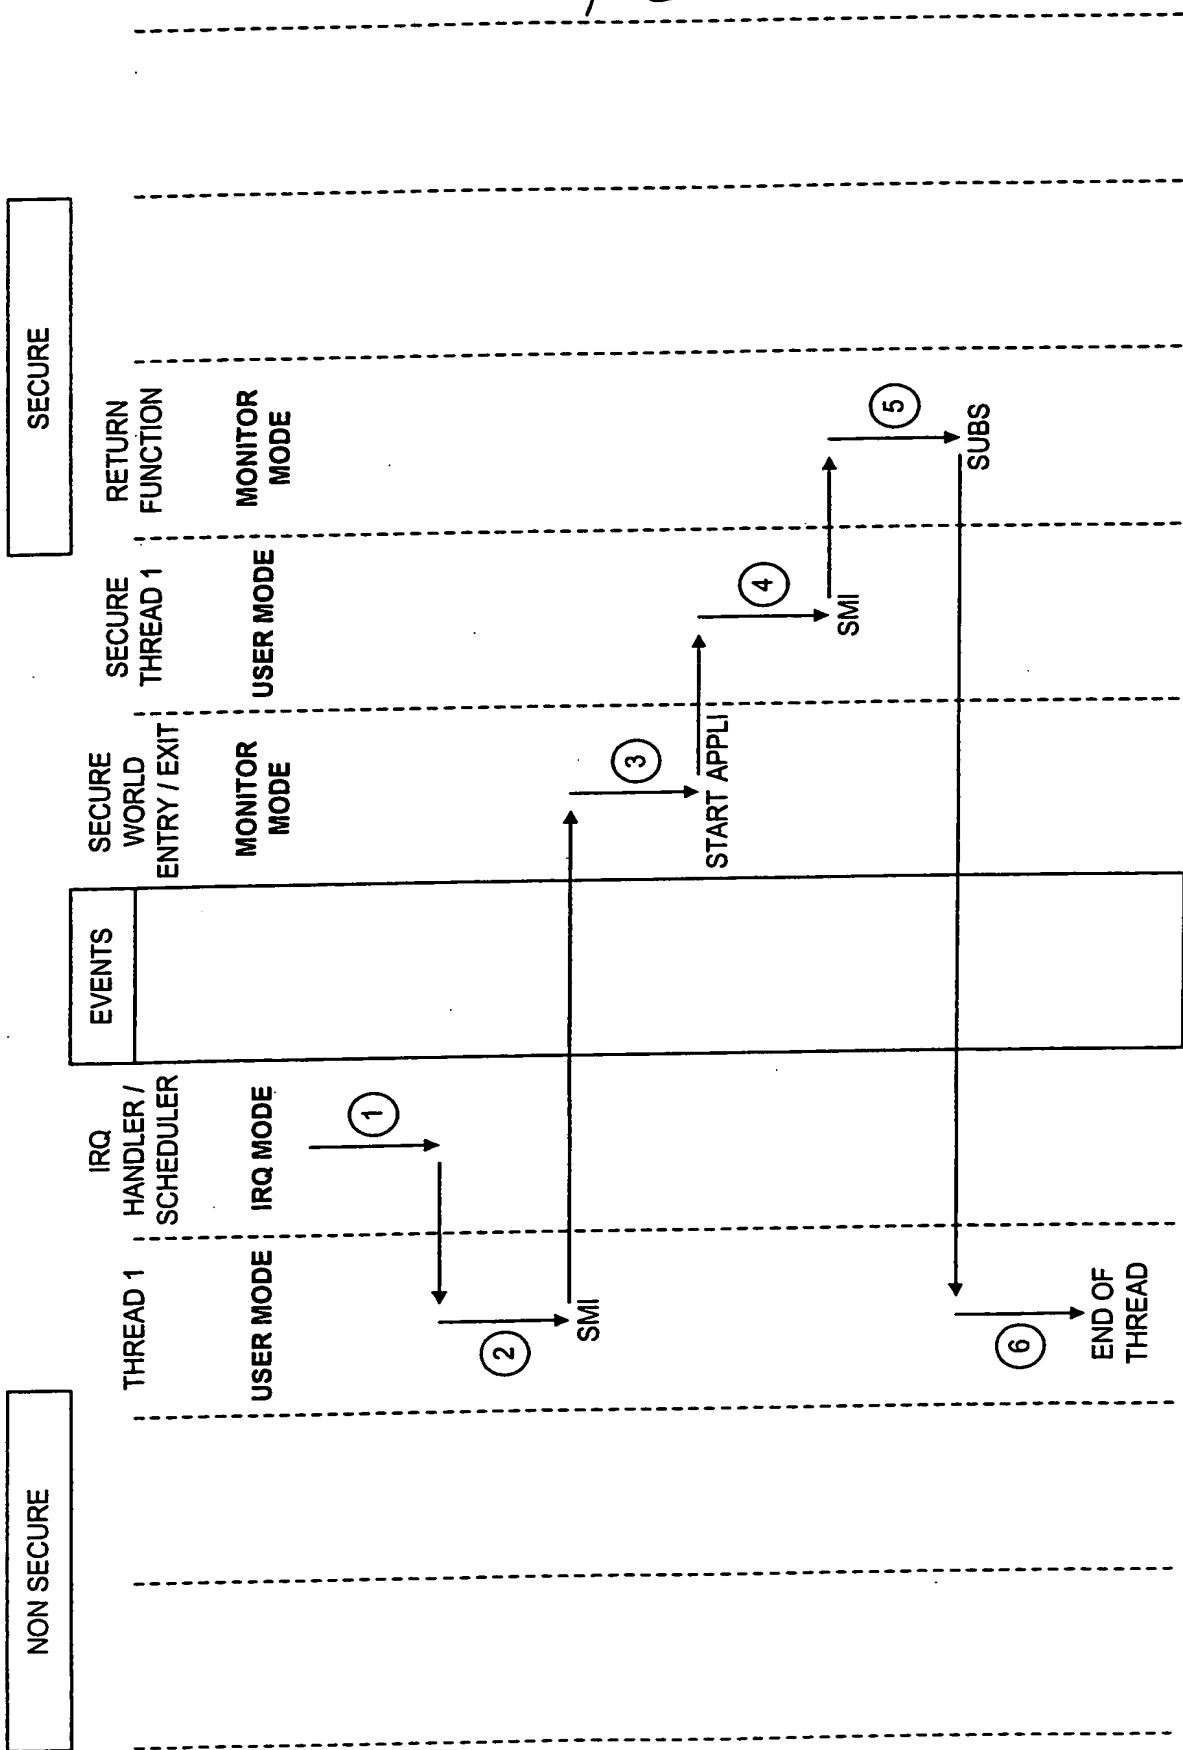 NON SECURE
SECURE
THREAD 1
IRQ
HANDLER /
SCHEDULER
EVENTS
SECURE
WORLD
ENTRY / EXIT
SECURE
THREAD 1
RETURN
FUNCTION
USER MODE
IRQ MODE
MONITOR
MODE
USER MODE
MONITOR
MODE
1
2
SMI
3
START APPLI
4
SMI
5
SUBS
6
END OF
THREAD